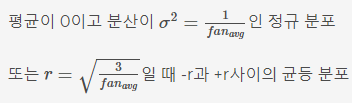 평균이 0이고 분산이 σ² = 1/fan_avg 인 정규 분포
또는 r = √(3/fan_avg) 일 때 -r과 +r사이의 균등 분포